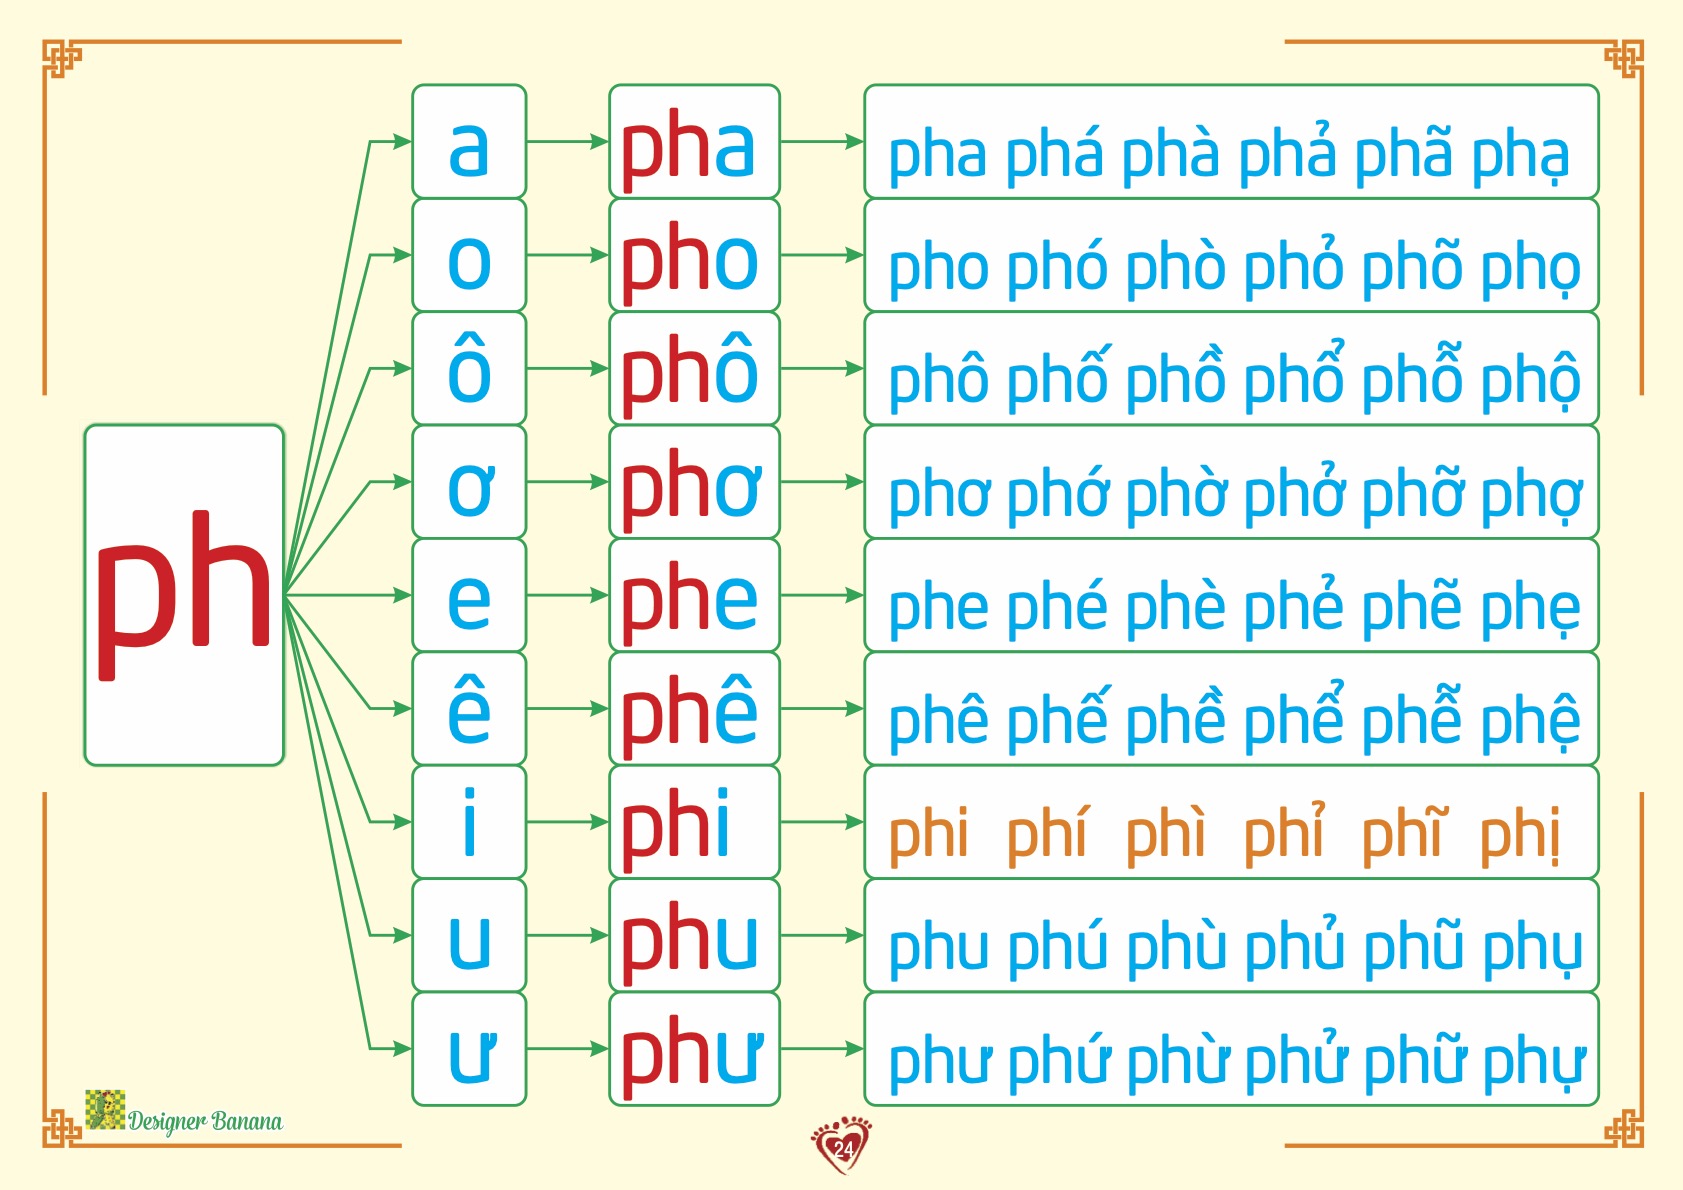 a pha pha phá phà phả phã phạ
o pho pho phó phò phỏ phõ phọ
ô phô phô phố phồ phổ phỗ phộ
ơ phơ phơ phớ phờ phở phỡ phợ
ph
e phe phe phé phè phẻ phẽ phẹ
ê phê phê phế phề phể phễ phệ
i phi phi phí phì phỉ phĩ phị
u phu phu phú phù phủ phũ phụ
ư phư phư phứ phừ phử phữ phự
Designer Banana
24